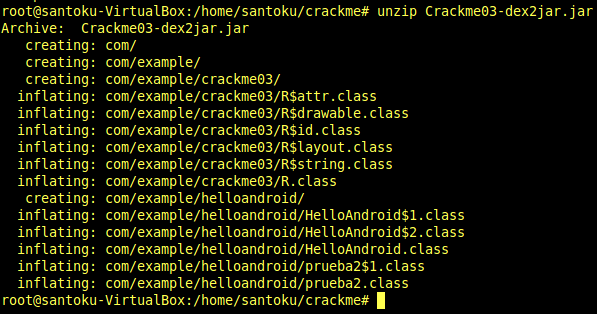 root@santoku-VirtualBox:/home/santoku/crackme# unzip Crackme03-dex2jar.jar
Archive:  Crackme03-dex2jar.jar
   creating: com/
   creating: com/example/
   creating: com/example/crackme03/
  inflating: com/example/crackme03/R$attr.class
  inflating: com/example/crackme03/R$drawable.class
  inflating: com/example/crackme03/R$id.class
  inflating: com/example/crackme03/R$layout.class
  inflating: com/example/crackme03/R$string.class
  inflating: com/example/crackme03/R.class
   creating: com/example/helloandroid/
  inflating: com/example/helloandroid/HelloAndroid$1.class
  inflating: com/example/helloandroid/HelloAndroid$2.class
  inflating: com/example/helloandroid/HelloAndroid.class
  inflating: com/example/helloandroid/prueba2$1.class
  inflating: com/example/helloandroid/prueba2.class
root@santoku-VirtualBox:/home/santoku/crackme#